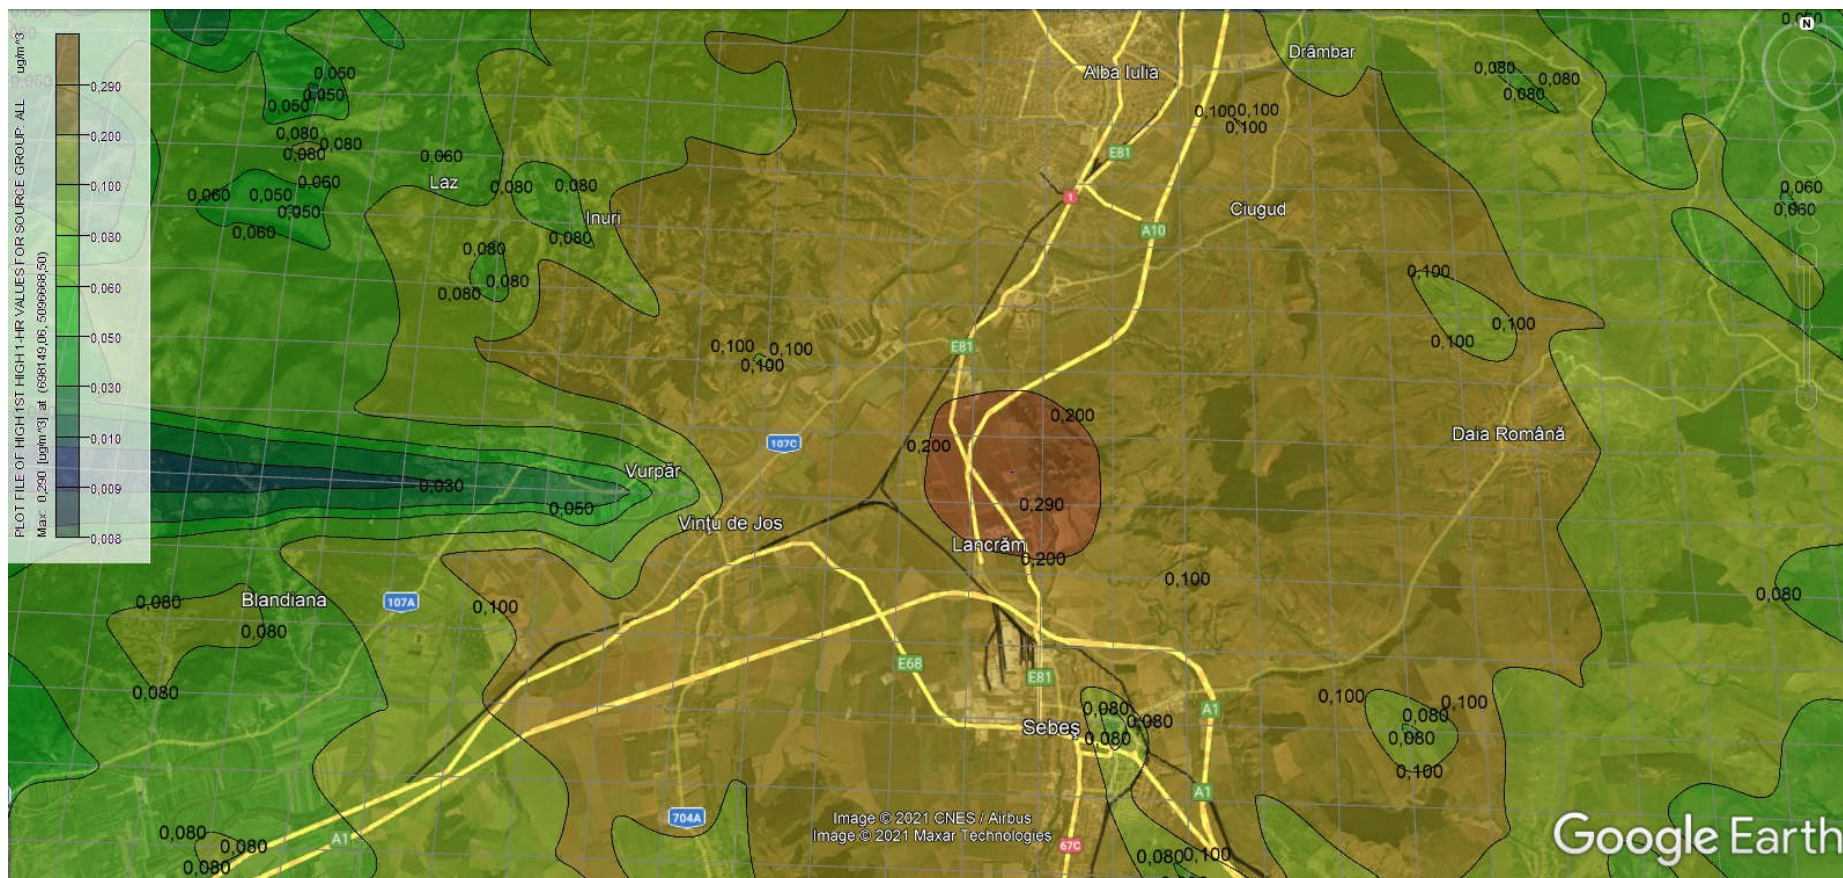 PLOT FILE OF HIGH 1ST HIGH 1-HR VALUES FOR SOURCE GROUP: ALL
ug/m^3
Max: 0,290 [ug/m^3] at (698149,06, 5096668,50)
0,290
0,200
0,100
0,080
0,060
0,050
0,030
0,010
0,009
0,008
N
0,060
Drâmbar
Alba Iulia
0,050
0,050
0,050
0,080
0,080
0,080
0,100 0,100
0,100
0,080
0,080
0,080
E81
0,060
Laz
0,060
0,050
0,060
0,050
0,060
0,080
0,080
Inuri
0,080
1
Ciugud
A10
0,060
0,060
0,080
0,080
0,080
0,100
0,100
0,100
0,100
0,100
0,100
E81
0,200
0,200
107C
Daia Română
Vurpăr
0,030
0,050
0,290
Vințu de Jos
Lancrăm
0,200
0,100
0,080
Blandiana
107A
0,100
0,080
0,080
0,080
E68
E81
0,100
0,100
0,080
0,080
0,080
0,080
0,080
Sebeș
A1
0,100
A1
704A
Image © 2021 CNES / Airbus
Image © 2021 Maxar Technologies
67C
0,080
0,080
0,080
A1
0,080
0,100
Google Earth